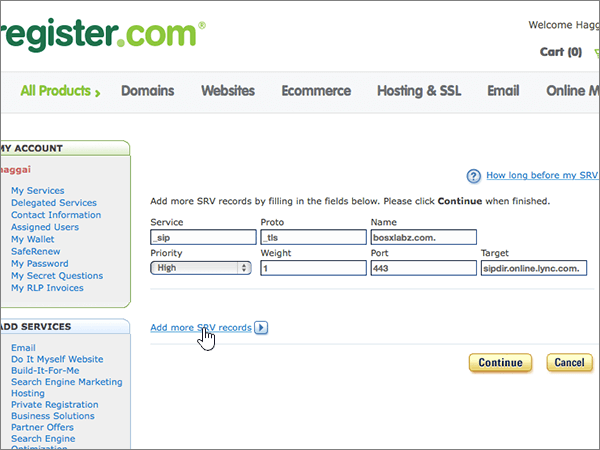 register.com®
Welcome Hagg
Cart (0)
All Products › Domains Websites Ecommerce Hosting & SSL Email Online M
MY ACCOUNT
haggai
My Services
Delegated Services
Contact Information
Assigned Users
My Wallet
SafeRenew
My Password
My Secret Questions
My RLP Invoices
ADD SERVICES
Email
Do It Myself Website
Build-It-For-Me
Search Engine Marketing
Hosting
Private Registration
Business Solutions
Partner Offers
Search Engine
Optimization
? How long before my SRV
Add more SRV records by filling in the fields below. Please click Continue when finished.
Service Proto Name
_sip _tls bosxlabz.com.
Priority Weight Port Target
High 1 443 sipdir.online.lync.com.
Add more SRV records
Continue Cancel